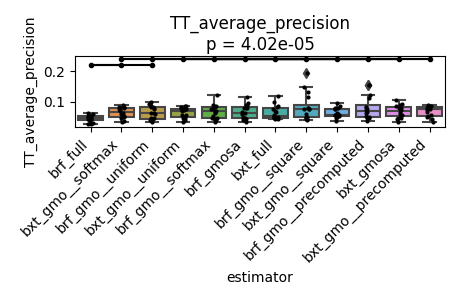 TT_average_precision
p = 4.02e-05
TT_average_precision
0.2
0.1
brf_full
bxt_gmo__softmax
brf_gmo__uniform
bxt_gmo__uniform
brf_gmo__softmax
brf_gmosa
bxt_full
brf_gmo__square
bxt_gmo__square
brf_gmo__precomputed
bxt_gmosa
bxt_gmo__precomputed
estimator